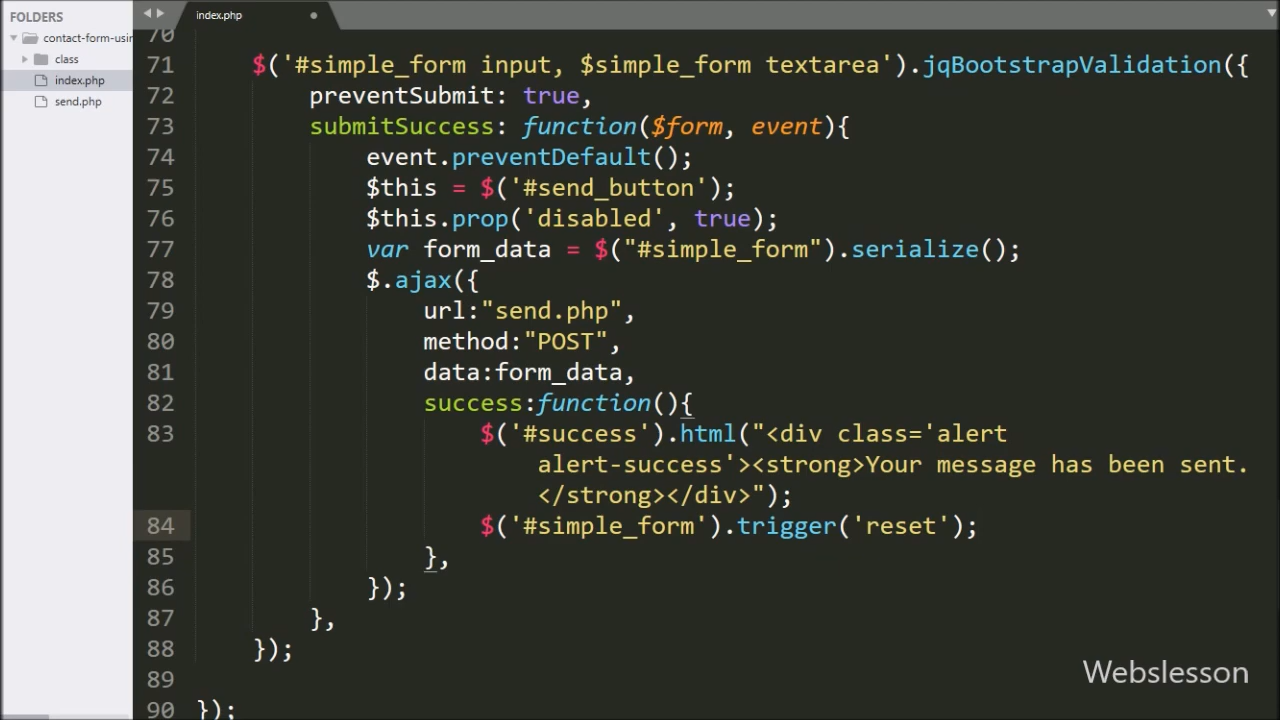 FOLDERS
index.php
contact-form-usin
class
index.php
send.php
70
71 $('#simple_form input, $simple_form textarea').jqBootstrapValidation({
72 preventSubmit: true,
73 submitSuccess: function($form, event){
74 event.preventDefault();
75 $this = $('#send_button');
76 $this.prop('disabled', true);
77 var form_data = $("#simple_form").serialize();
78 $.ajax({
79 url:"send.php",
80 method:"POST",
81 data:form_data,
82 success:function(){
83 $('#success').html("<div class='alert
alert-success'><strong>Your message has been sent.
</strong></div>");
84 $('#simple_form').trigger('reset');
85 },
86 });
87 },
88 });
89
90 });
Webslesson